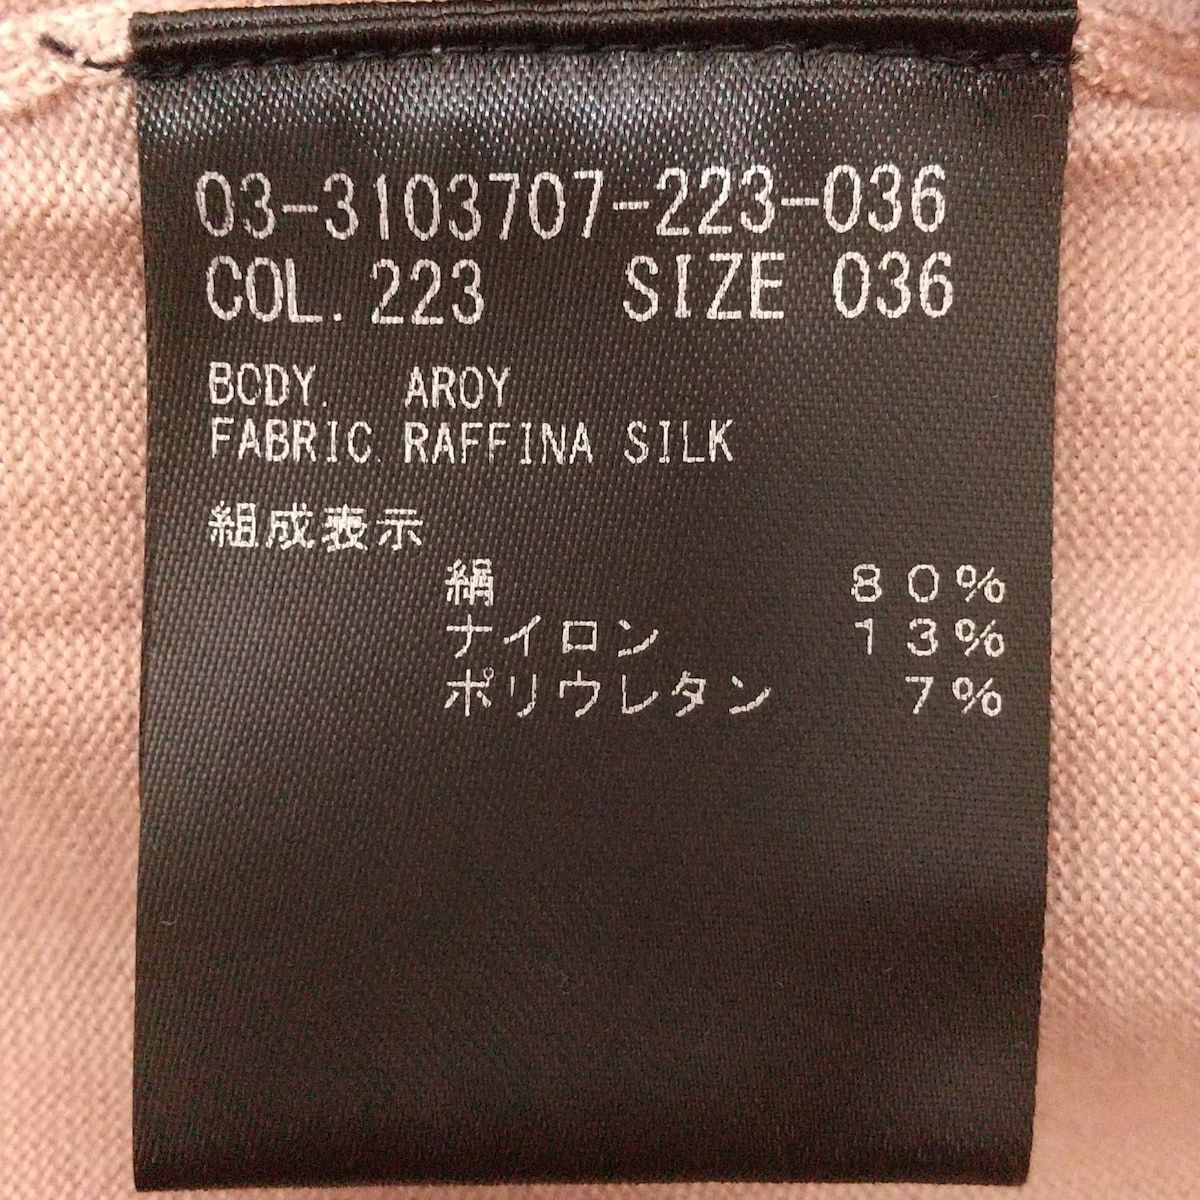 03-3103707-223-036
COL. 223 SIZE 036
BODY. AROY
FABRIC. RAFFINA SILK
組成表示
絹 80%
ナイロン 13%
ポリウレタン 7%